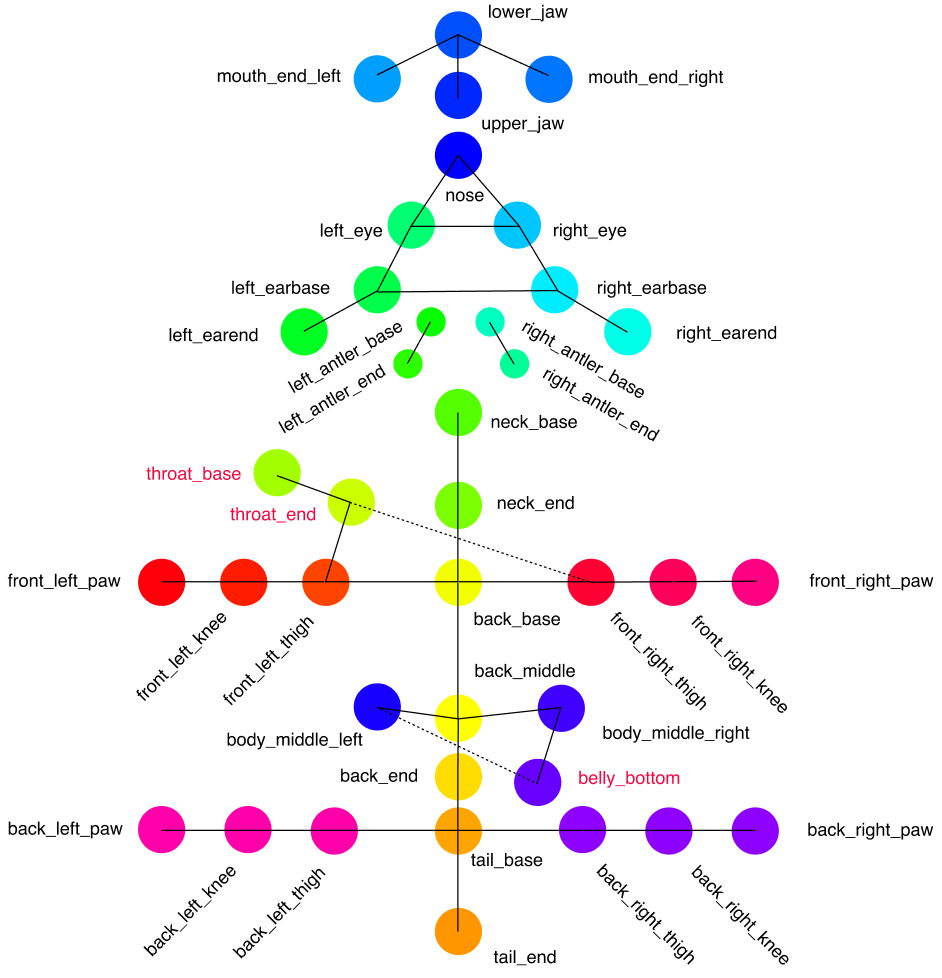 lower_jaw
mouth_end_left
mouth_end_right
upper_jaw
nose
left_eye
right_eye
left_earbase
right_earbase
left_earend
left_antler_base
right_antler_base
right_earend
left_antler_end
right_antler_end
neck_base
throat_base
neck_end
throat_end
front_left_paw
front_right_paw
back_base
front_left_knee
front_left_thigh
front_right_thigh
front_right_knee
back_middle
body_middle_left
body_middle_right
back_end
belly_bottom
back_left_paw
back_right_paw
tail_base
back_left_knee
back_left_thigh
back_right_thigh
back_right_knee
tail_end